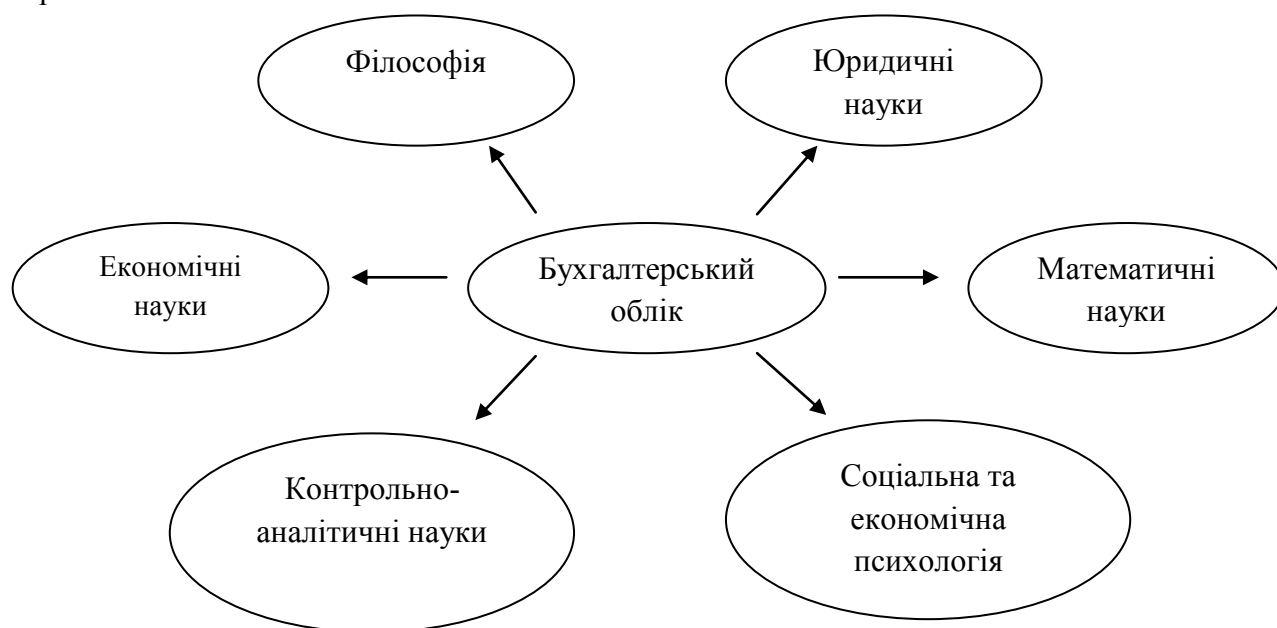 Філософія
Юридичні
науки
Економічні
науки
Бухгалтерський
облік
Математичні
науки
Контрольно-
аналітичні науки
Соціальна та
економічна
психологія